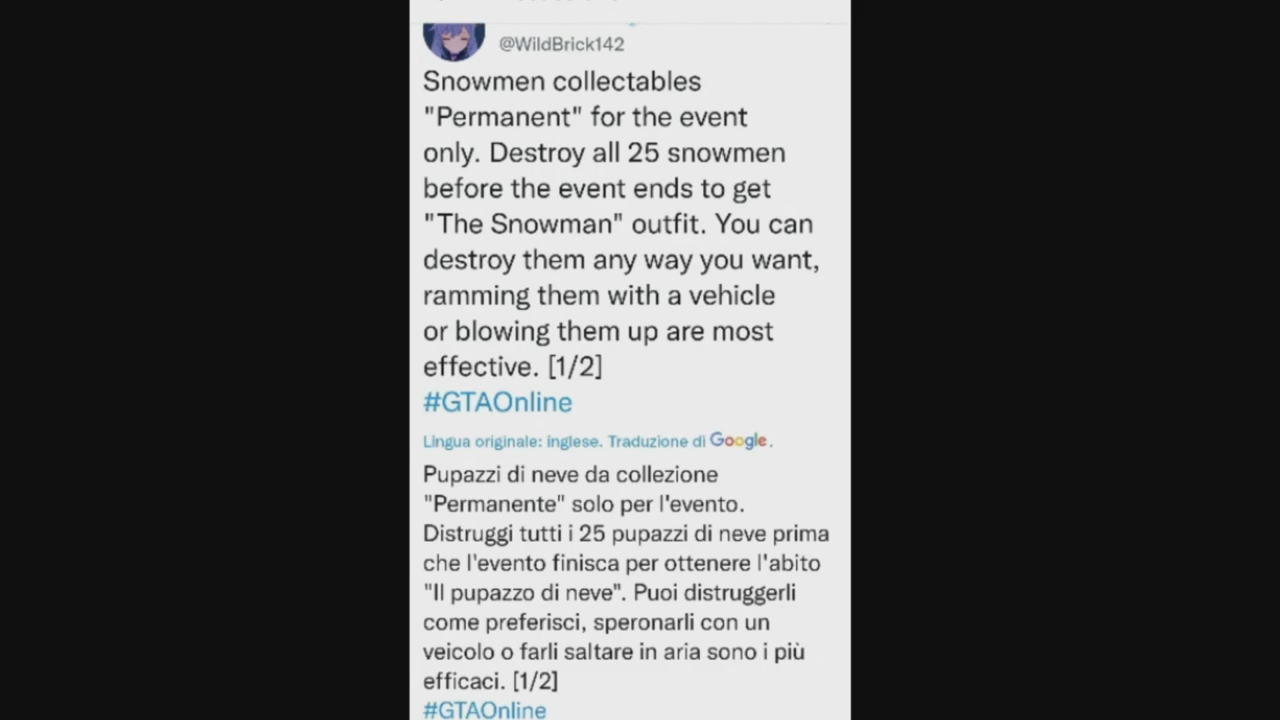 @WildBrick142
Snowmen collectables
"Permanent" for the event
only. Destroy all 25 snowmen
before the event ends to get
"The Snowman" outfit. You can
destroy them any way you want,
ramming them with a vehicle
or blowing them up are most
effective. [1/2]
#GTAOnline
Lingua originale: inglese. Traduzione di Google.
Pupazzi di neve da collezione
"Permanente" solo per l'evento.
Distruggi tutti i 25 pupazzi di neve prima
che l'evento finisca per ottenere l'abito
"Il pupazzo di neve". Puoi distruggerli
come preferisci, speronarli con un
veicolo o farli saltare in aria sono i più
efficaci. [1/2]
#GTAOnline